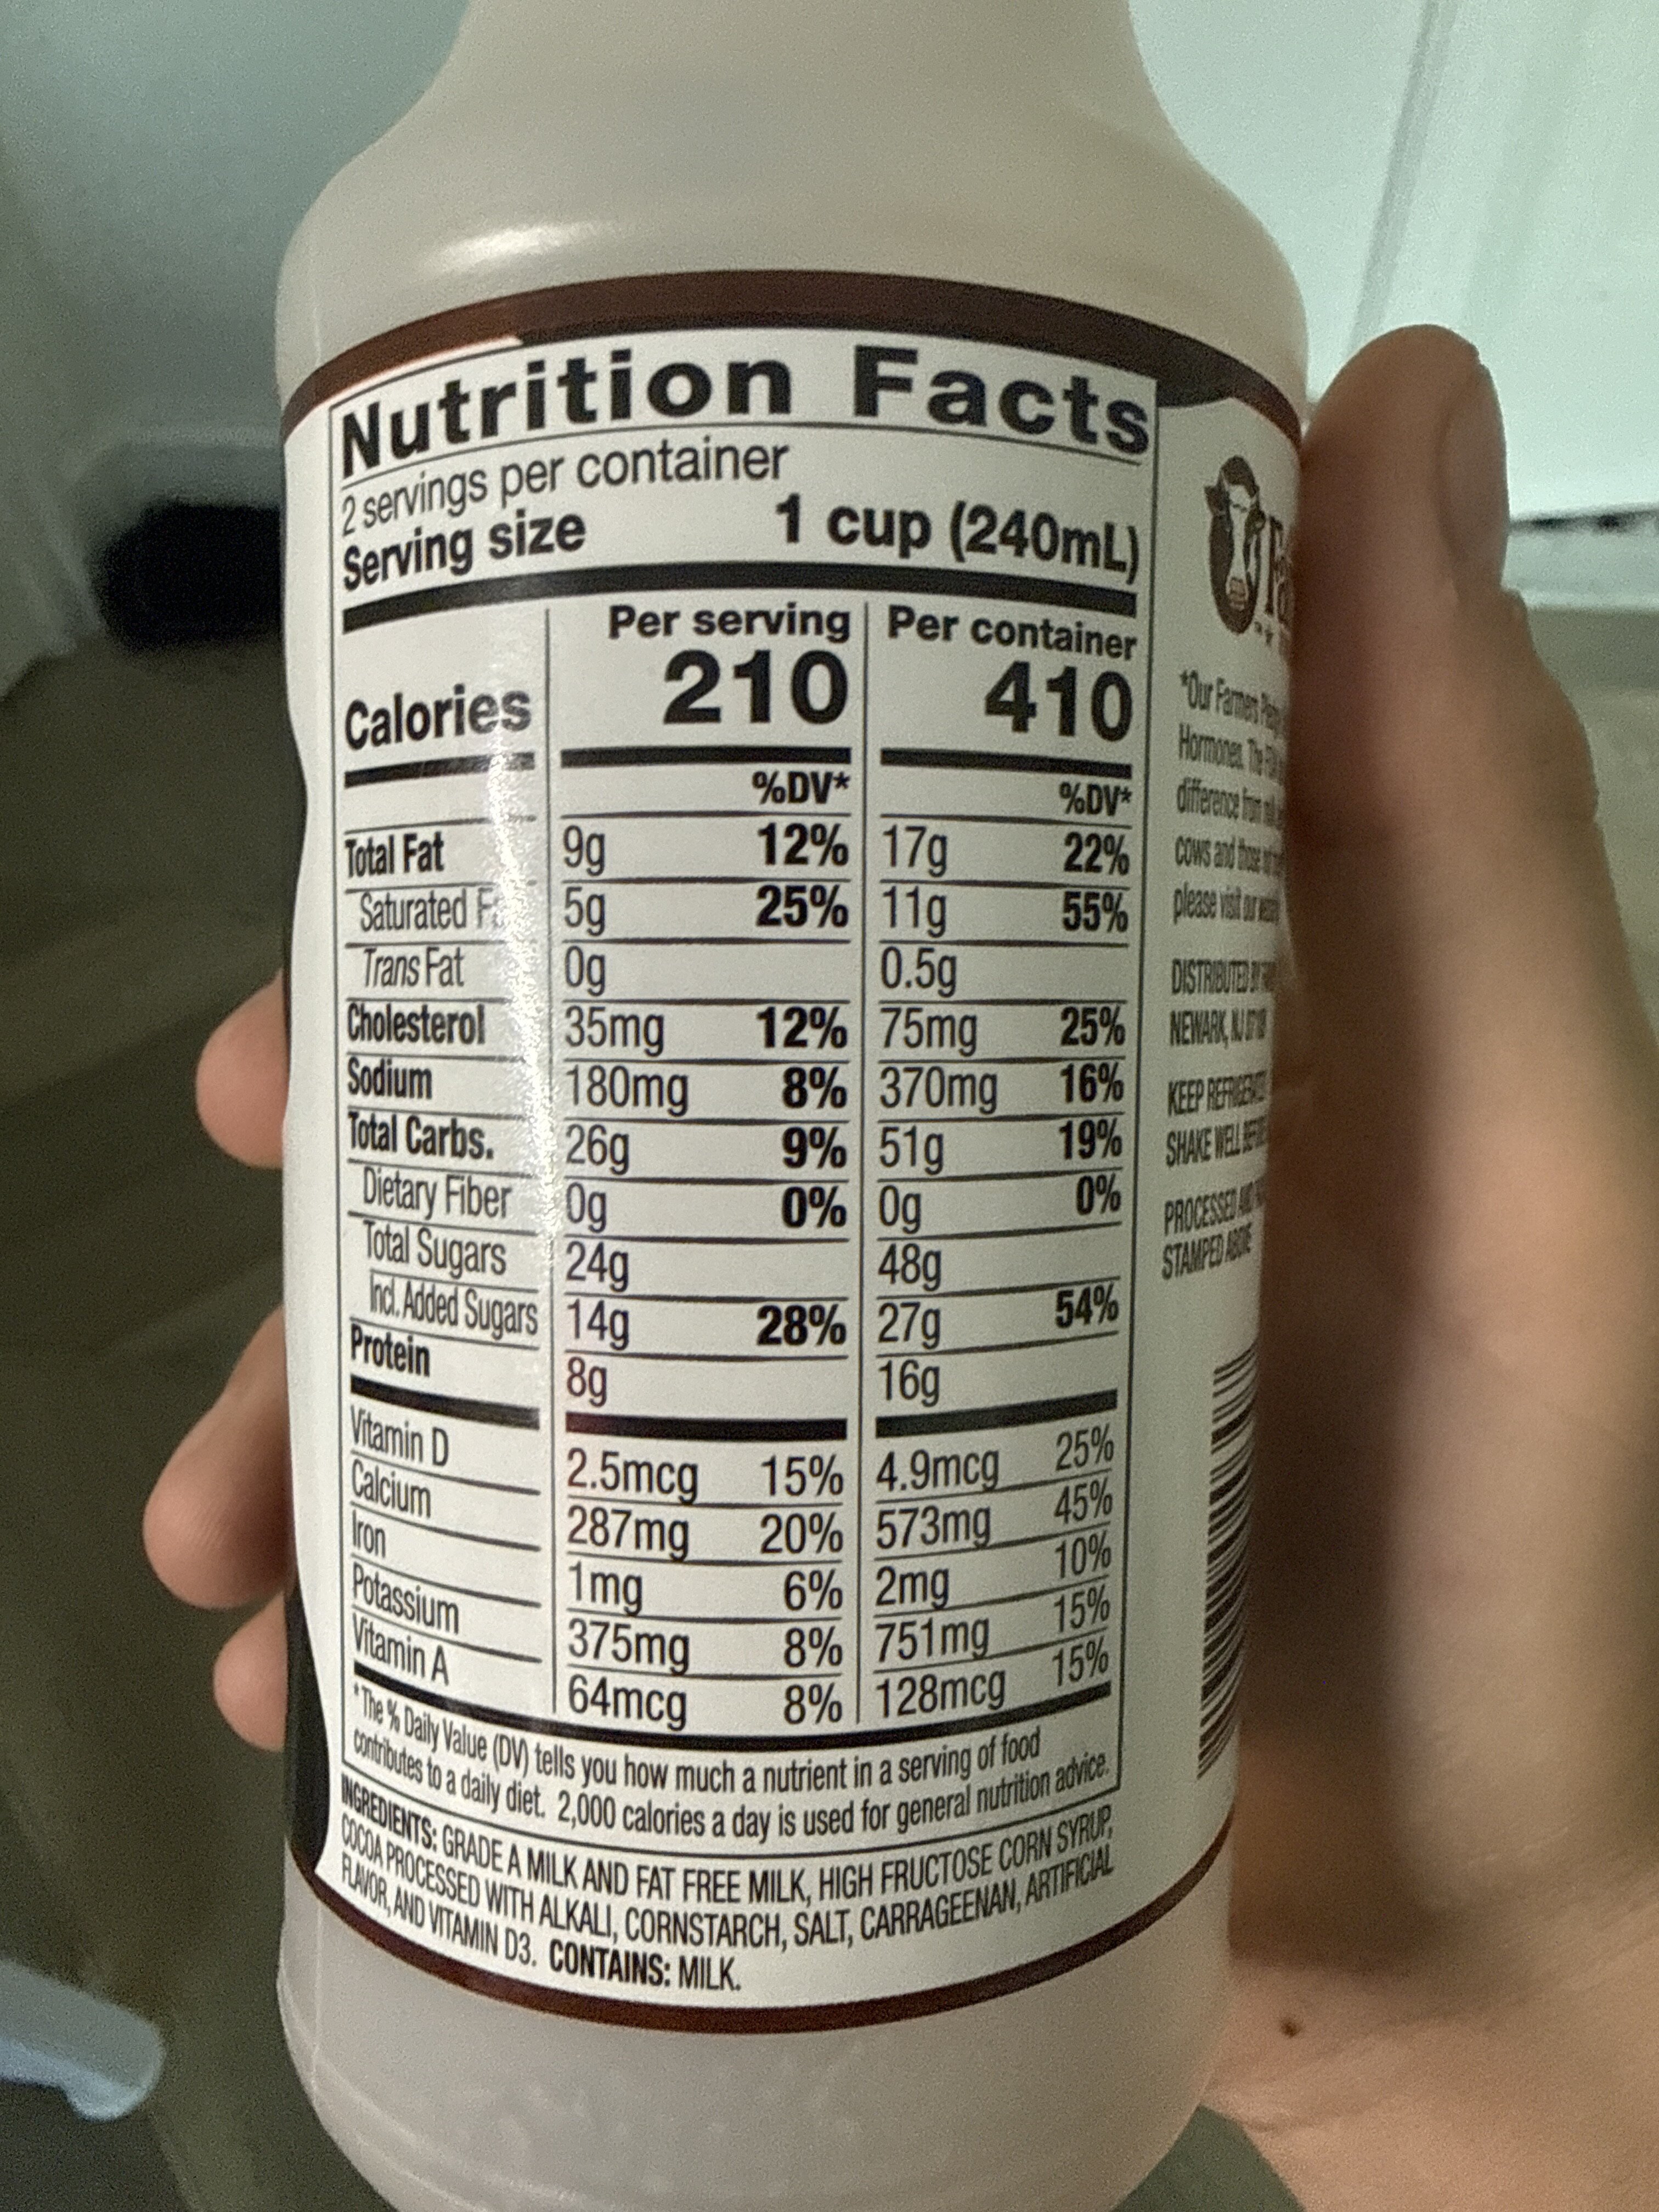 Nutrition Facts
2 servings per container
Serving size 1 cup (240mL)
Per serving Per container
Calories 210 410
%DV* %DV*
Total Fat 9g 12% 17g 22%
Saturated 5g 25% 11g 55%
Trans Fat 0g 0.5g
Cholesterol 35mg 12% 75mg 25%
Sodium 180mg 8% 370mg 16%
Total Carbs. 26g 9% 51g 19%
Dietary Fiber 0g 0% 0g 0%
Total Sugars 24g 48g
Incl. Added Sugars 14g 28% 27g 54%
Protein 8g 16g
Vitamin D 2.5mcg 15% 4.9mcg 25%
Calcium 287mg 20% 573mg 45%
Iron 1mg 6% 2mg 10%
Potassium 375mg 8% 751mg 15%
Vitamin A 64mcg 8% 128mcg 15%
*The % Daily Value (DV) tells you how much a nutrient in a serving of food
contributes to a daily diet. 2,000 calories a day is used for general nutrition advice.
INGREDIENTS: GRADE A MILK AND FAT FREE MILK, HIGH FRUCTOSE CORN SYRUP,
COCOA PROCESSED WITH ALKALI, CORNSTARCH, SALT, CARRAGEENAN, ARTIFICIAL
FLAVOR, AND VITAMIN D3. CONTAINS: MILK.
*Our Farmers
Hormones. The
difference from
cows and those
please visit our
DISTRIBUTED BY
NEWARK, NJ
KEEP
SHAKE WELL
PROCESSED AND
STAMPED ABOVE